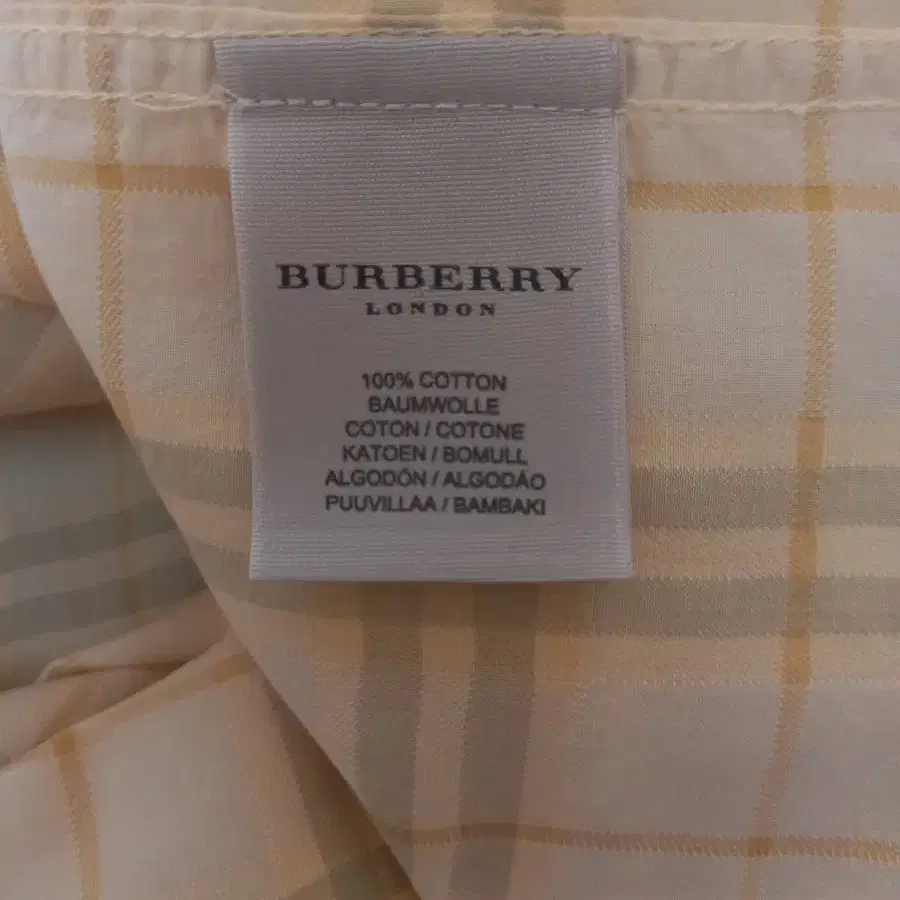 BURBERRY
LONDON
100% COTTON
BAUMWOLLE
COTON / COTONE
KATOEN / BOMULL
ALGODÓN / ALGODÃO
PUUVILLAA / BAMBAKI